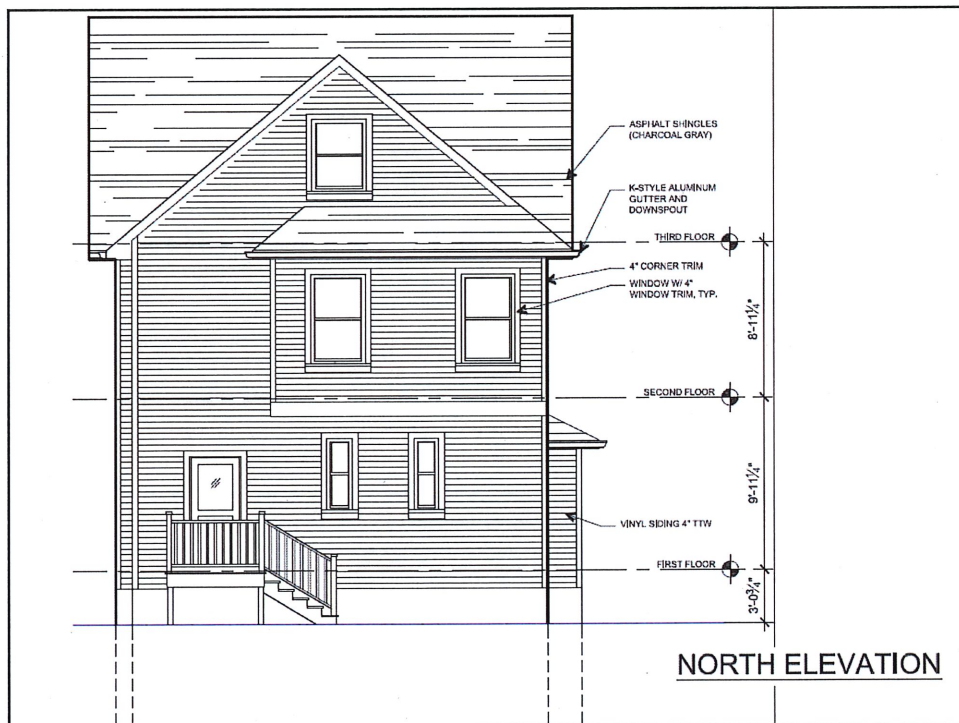 ASPHALT SHINGLES
(CHARCOAL GRAY)
K-STYLE ALUMINUM
GUTTER AND
DOWNSPOUT
THIRD FLOOR
4" CORNER TRIM
WINDOW W/ 4"
WINDOW TRIM, TYP.
8'-11¼"
SECOND FLOOR
9'-11¼"
VINYL SIDING 4" TTW
FIRST FLOOR
3'-0¾"
NORTH ELEVATION